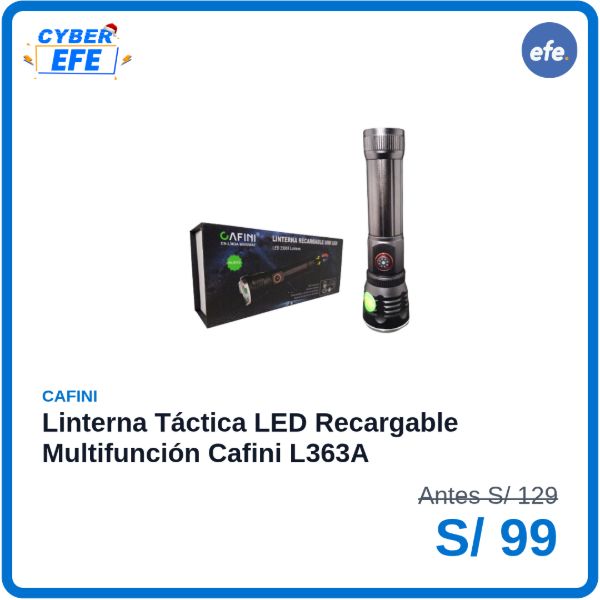 CYBER
EFE
efe.
CAFINI
LINTERNA RECARGABLE
CAFINI
Linterna Táctica LED Recargable
Multifunción Cafini L363A
Antes S/ 129
S/ 99